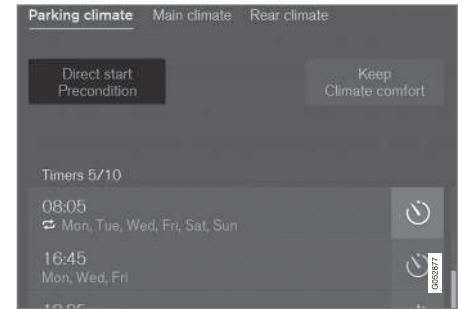 Parking climate Main climate Rear climate
Direct start
Precondition
Keep
Climate comfort
Timers 5/10
08:05
Mon, Tue, Wed, Fri, Sat, Sun
16:45
Mon, Wed, Fri
G052877